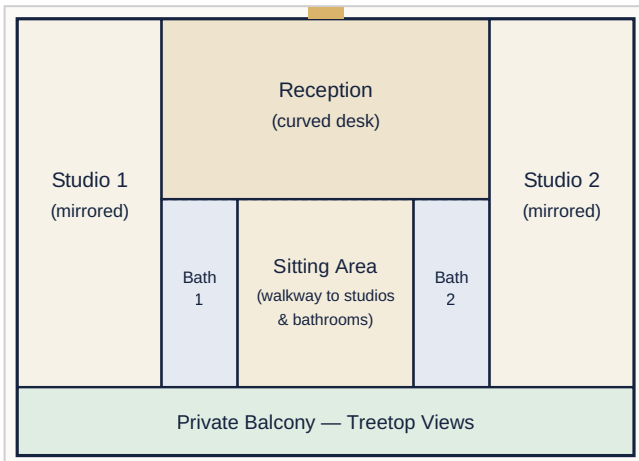 Reception
(curved desk)
Studio 1
(mirrored)
Studio 2
(mirrored)
Bath
1
Sitting Area
(walkway to studios
& bathrooms)
Bath
2
Private Balcony — Treetop Views